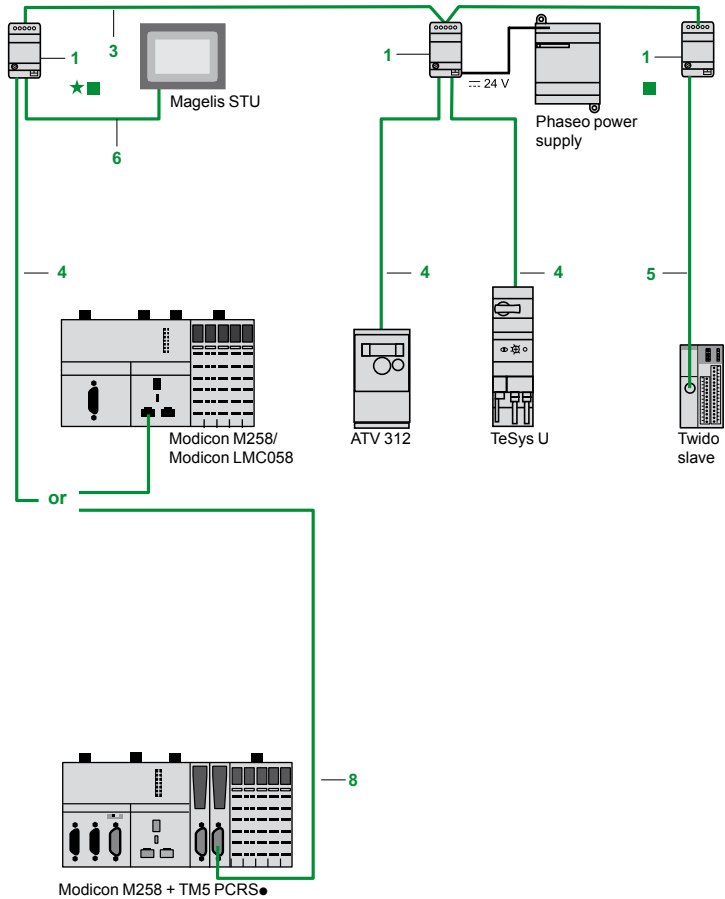 1
3
1
1
⎓ 24 V
★ ■
Magelis STU
■
Phaseo power
supply
6
4
4
4
5
Modicon M258/
Modicon LMC058
ATV 312
TeSys U
Twido
slave
or
8
Modicon M258 + TM5 PCRS●